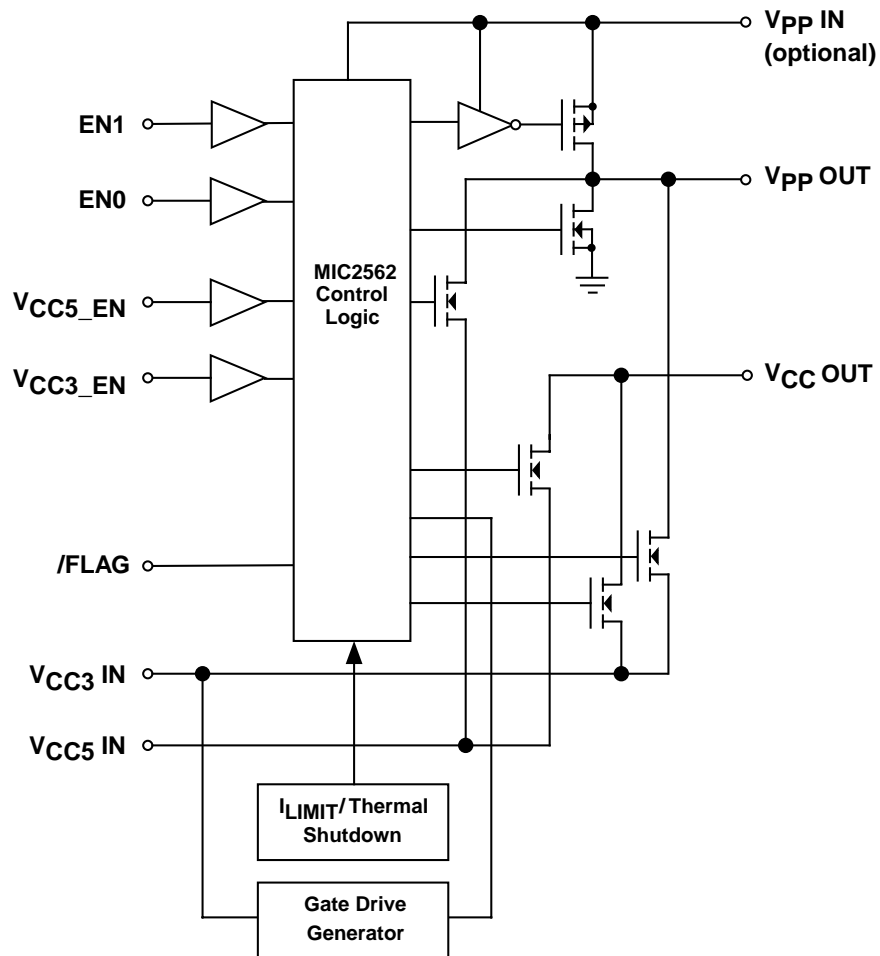 VPP IN
(optional)
EN1
EN0
VPP OUT
MIC2562
Control
Logic
VCC5_EN
VCC3_EN
VCC OUT
/FLAG
VCC3 IN
VCC5 IN
ILIMIT/Thermal
Shutdown
Gate Drive
Generator